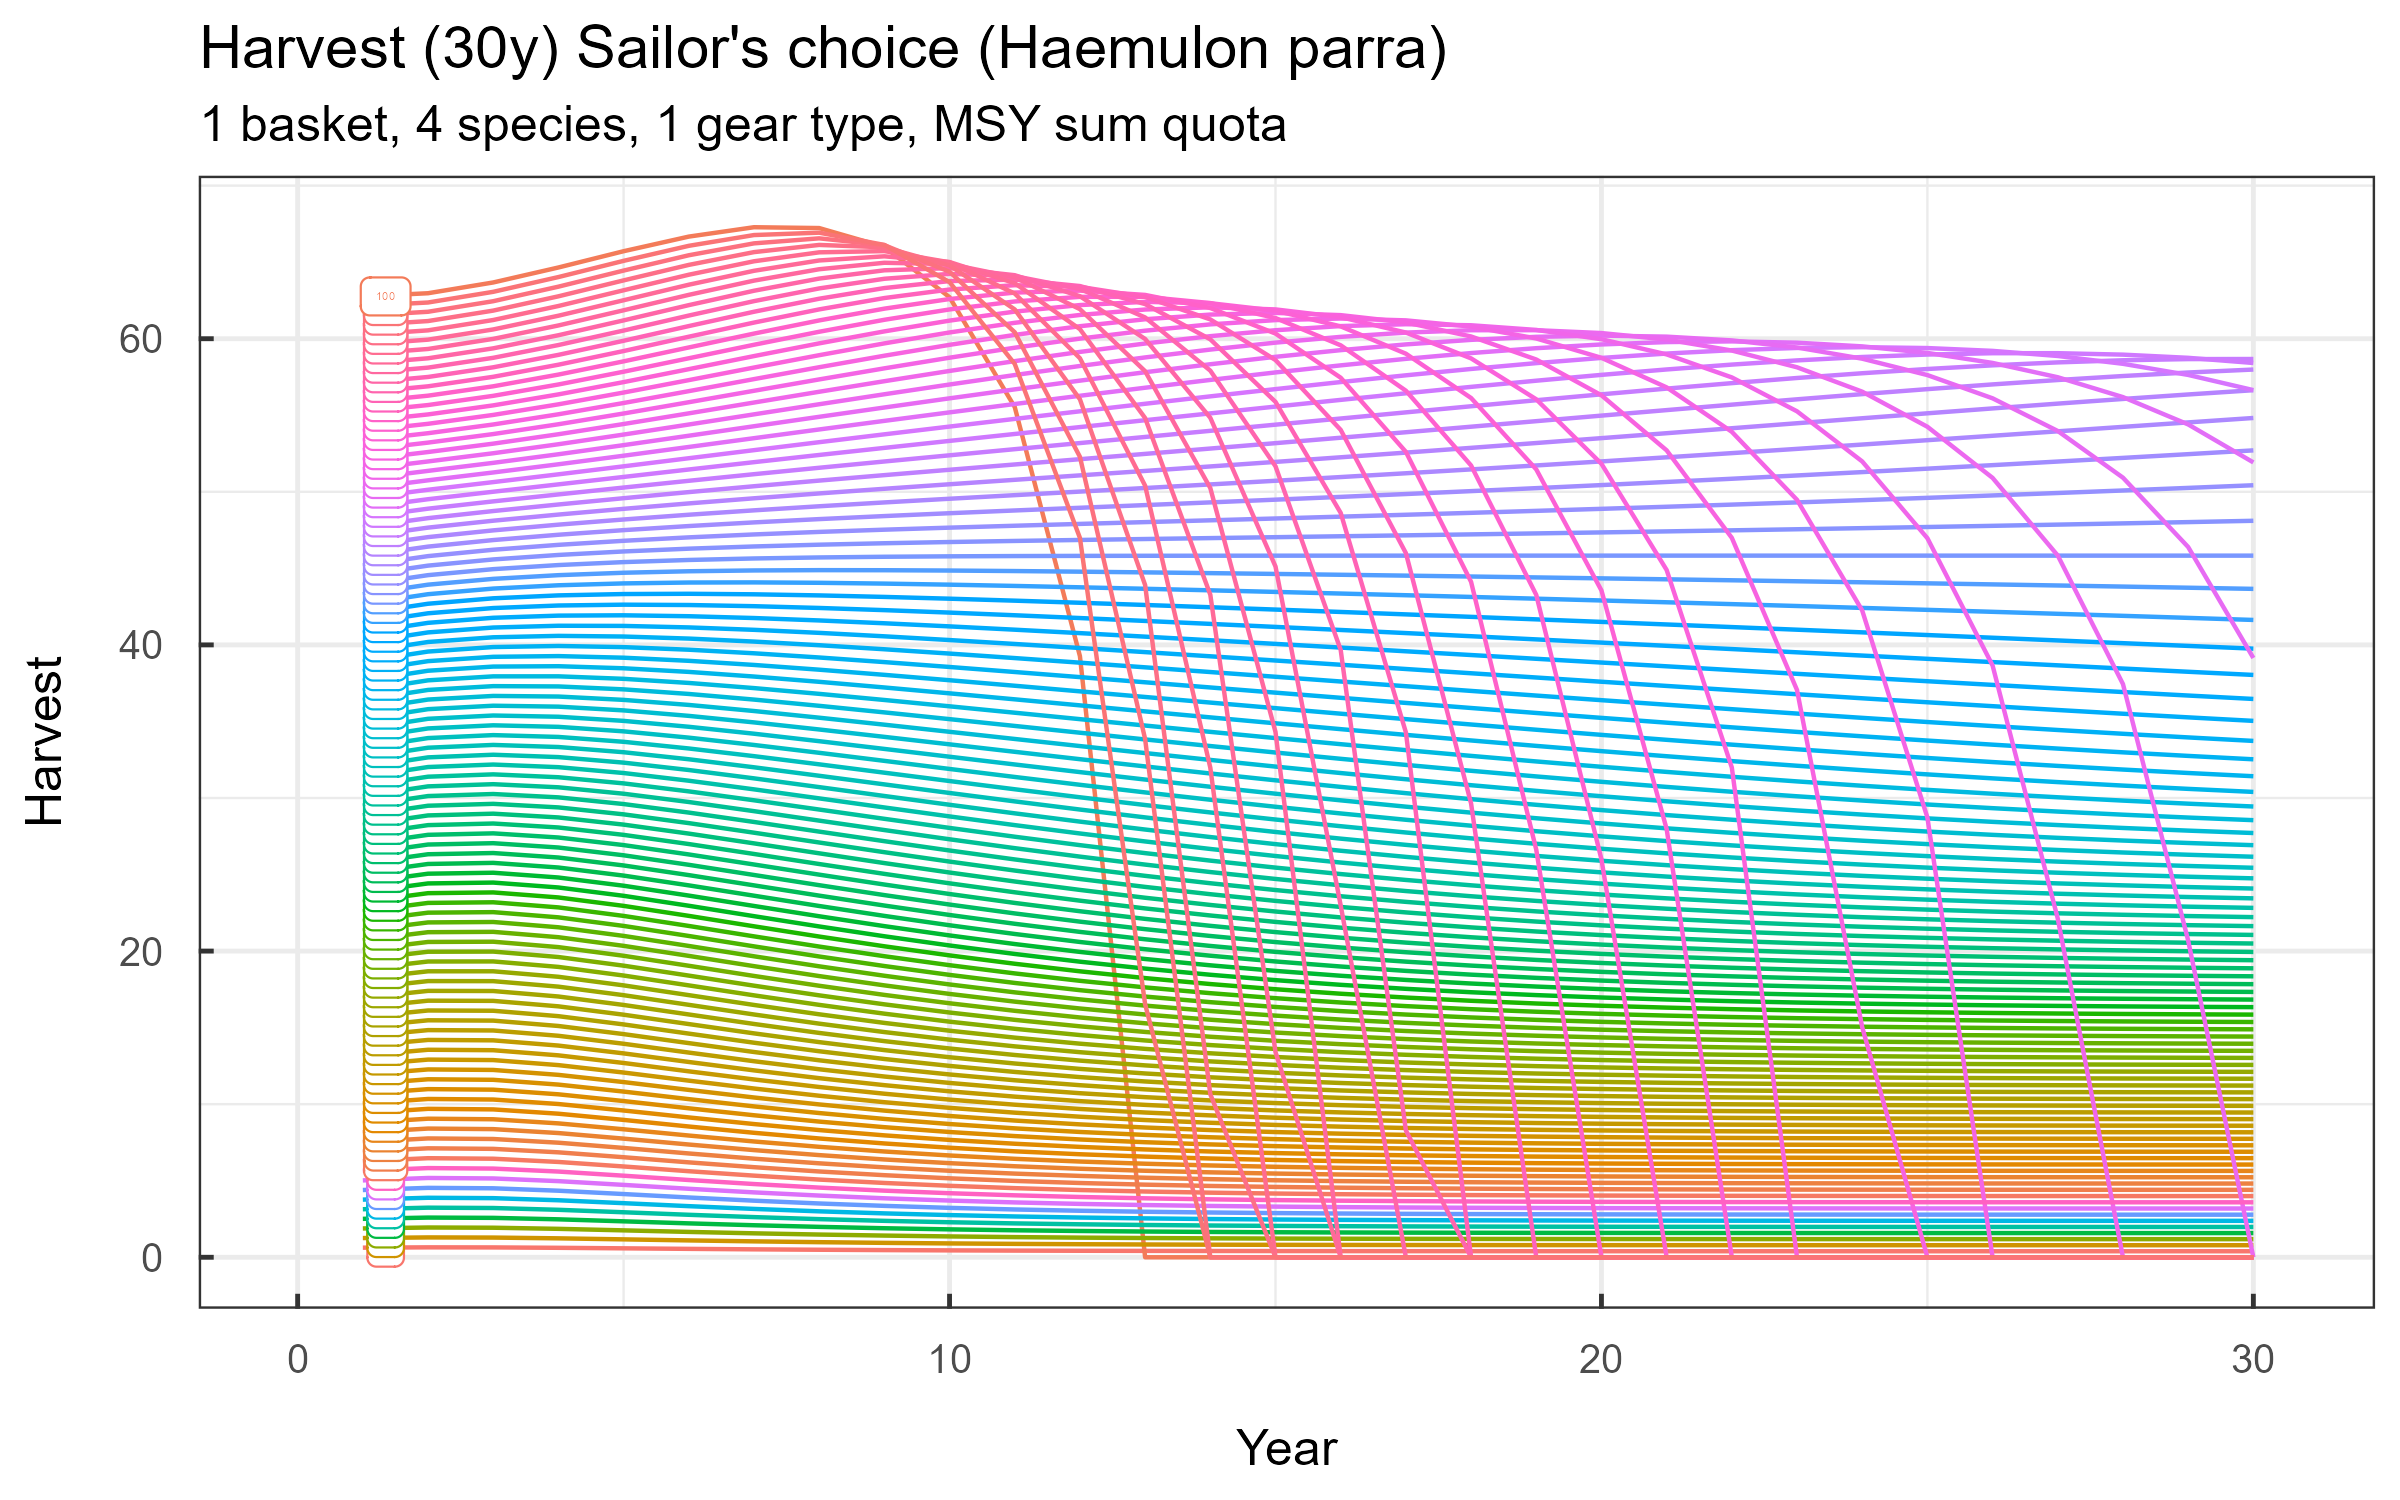 Harvest (30y) Sailor's choice (Haemulon parra)
1 basket, 4 species, 1 gear type, MSY sum quota
100
60
40
20
0
Harvest
0 10 20 30
Year